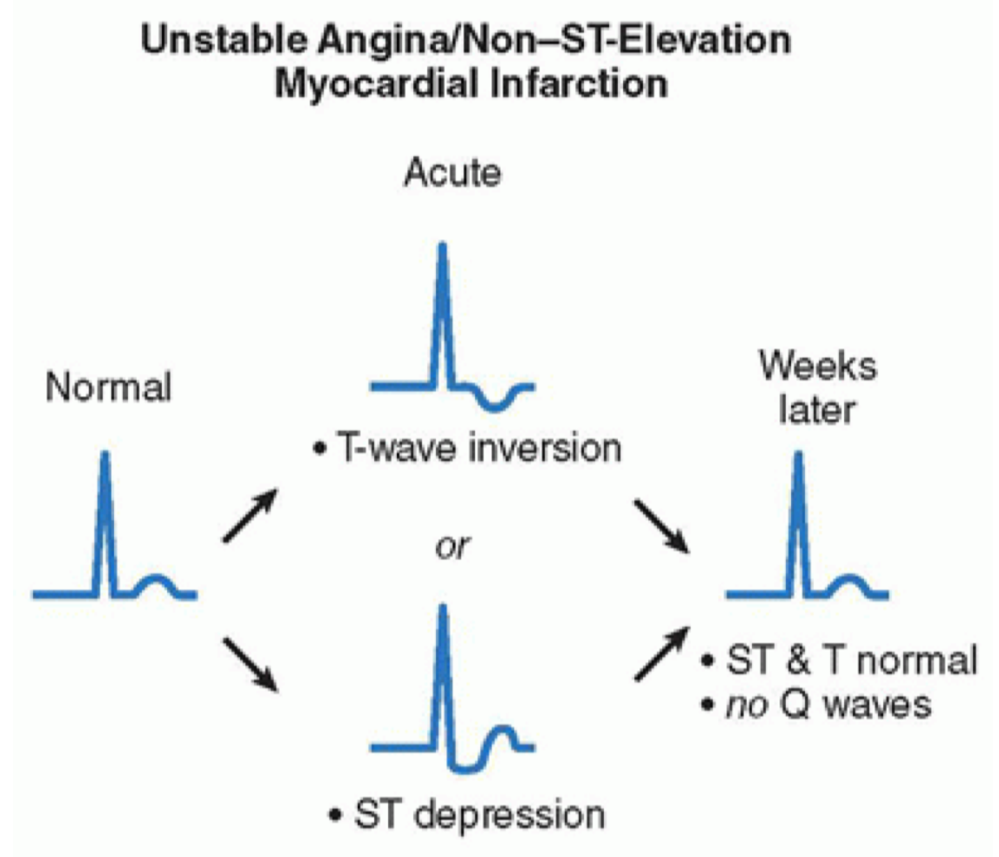 Unstable Angina/Non–ST-Elevation
Myocardial Infarction
Acute
Normal
• T-wave inversion
or
• ST depression
Weeks
later
• ST & T normal
• no Q waves